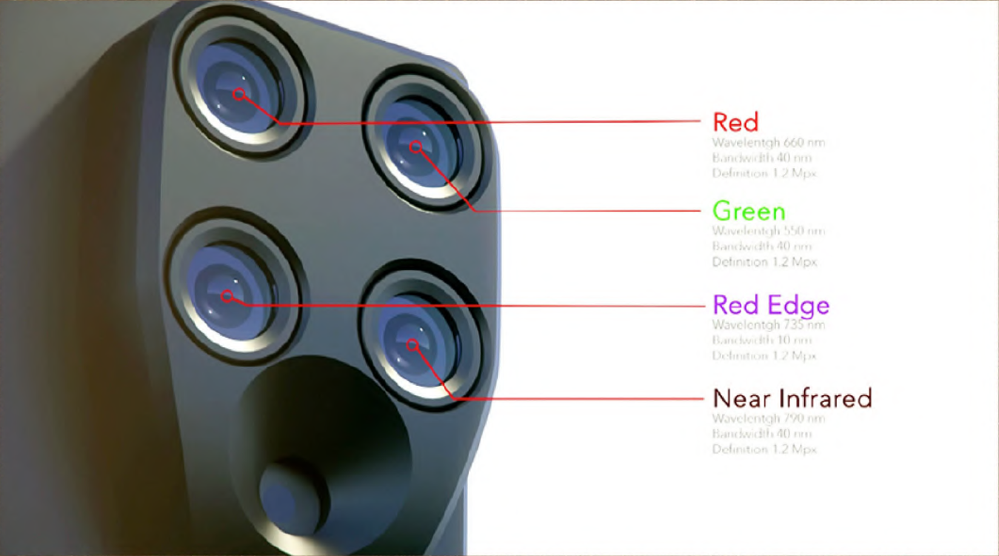 Red
Wavelentgh 660 nm
Bandwidth 40 nm
Definition 1.2 Mpx
Green
Wavelentgh 550 nm
Bandwidth 40 nm
Definition 1.2 Mpx
Red Edge
Wavelentgh 735 nm
Bandwidth 10 nm
Definition 1.2 Mpx
Near Infrared
Wavelentgh 790 nm
Bandwidth 40 nm
Definition 1.2 Mpx